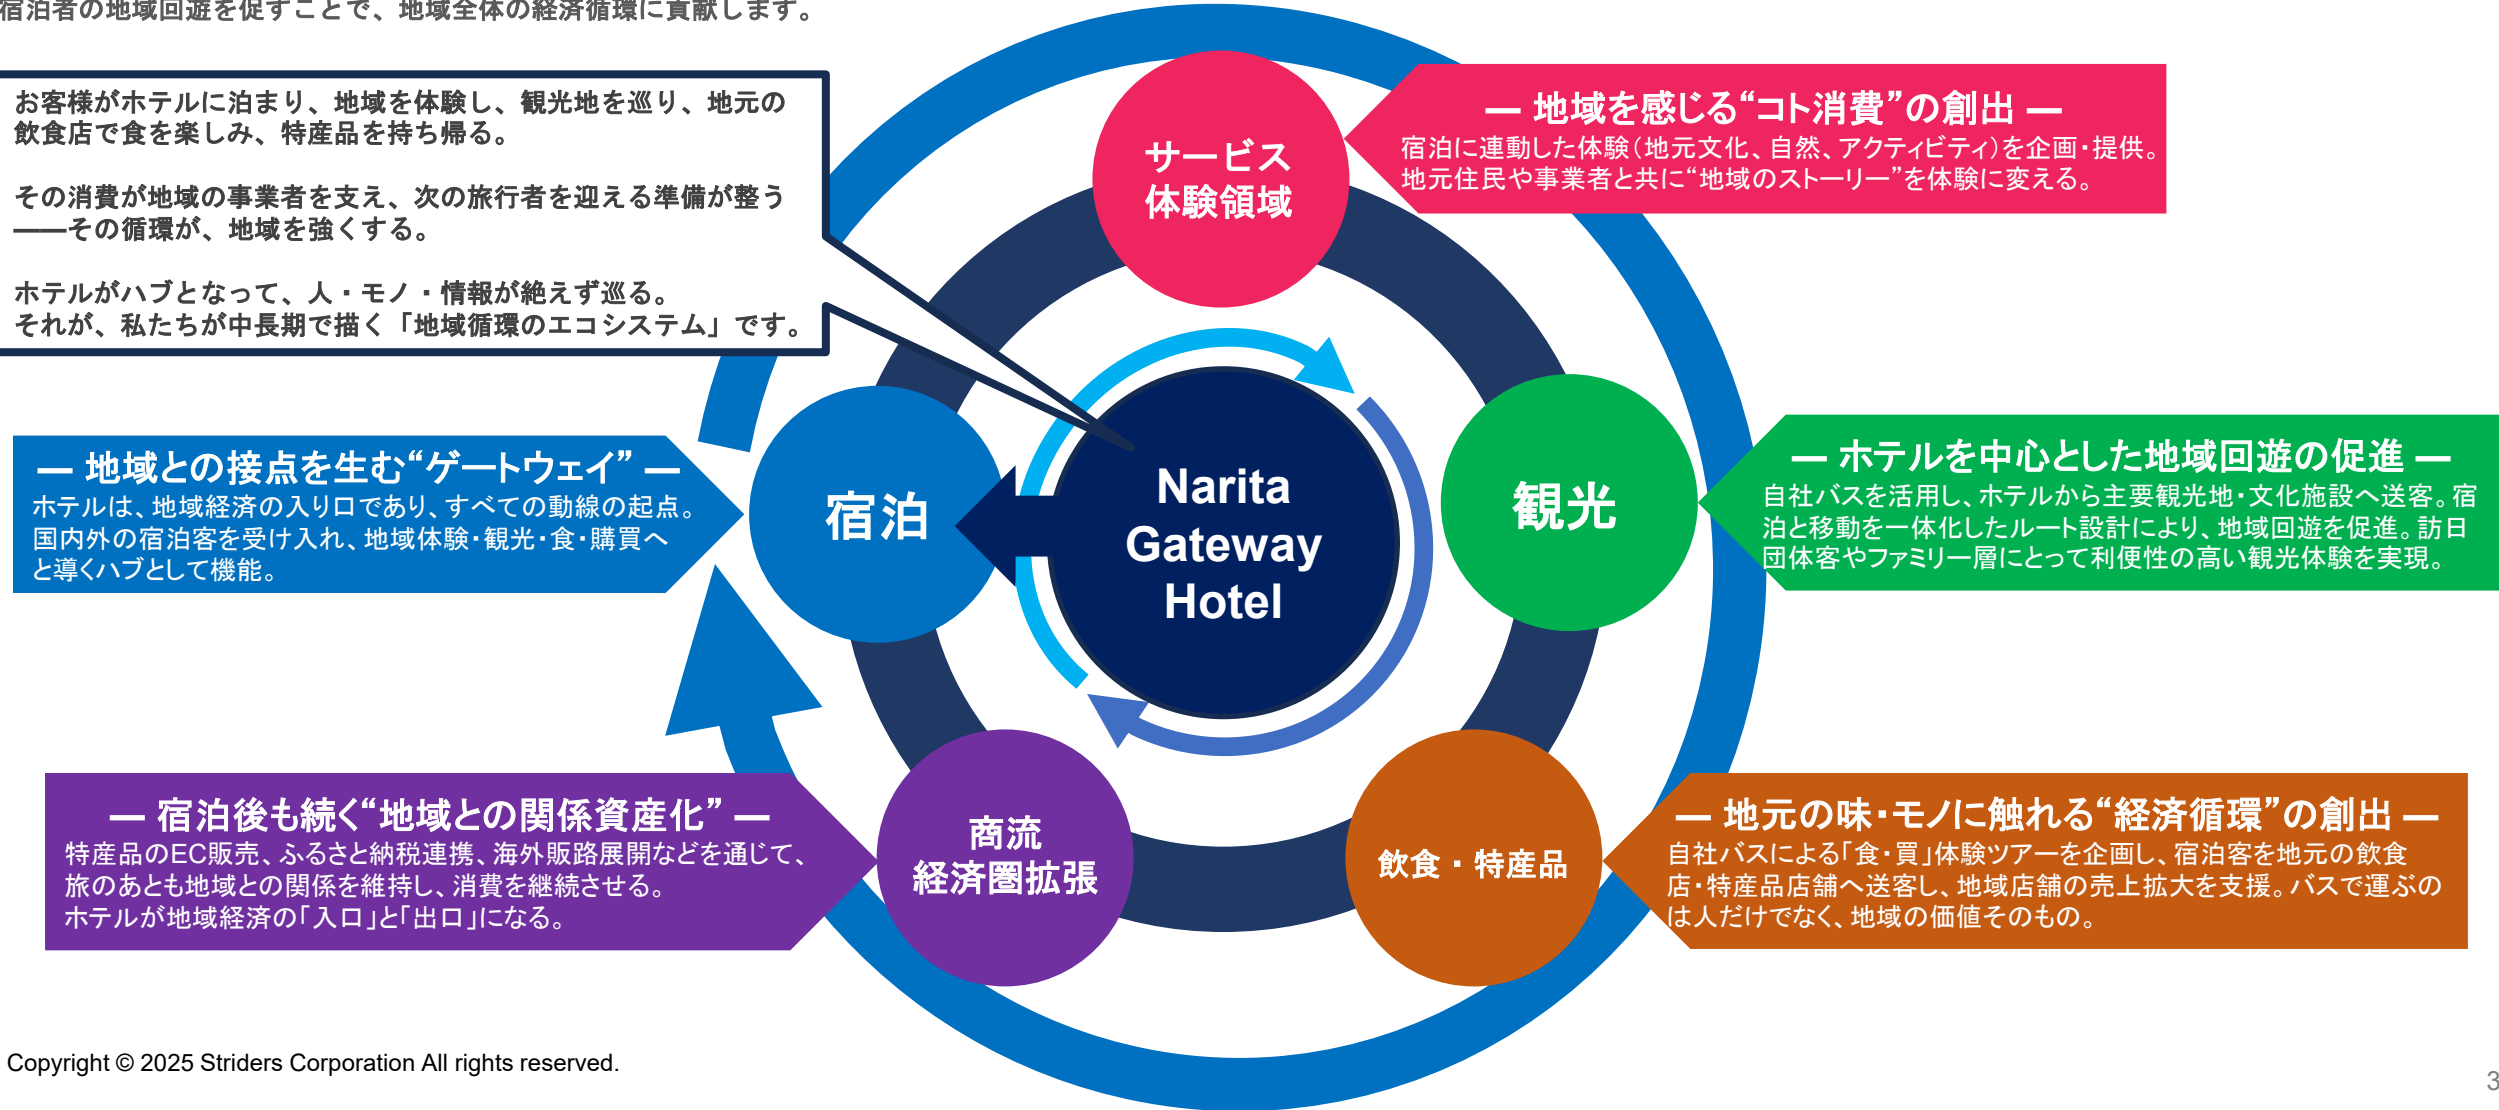 宿泊者の地域回遊を促すことで、地域全体の経済循環に貢献します。
お客様がホテルに泊まり、地域を体験し、観光地を巡り、地元の
飲食店で食を楽しみ、特産品を持ち帰る。
その消費が地域の事業者を支え、次の旅行者を迎える準備が整う
――その循環が、地域を強くする。
ホテルがハブとなって、人・モノ・情報が絶えず巡る。
それが、私たちが中長期で描く「地域循環のエコシステム」です。
サービス
体験領域
― 地域を感じる“コト消費”の創出 ―
宿泊に連動した体験（地元文化、自然、アクティビティ）を企画・提供。
地元住民や事業者と共に“地域のストーリー”を体験に変える。
― 地域との接点を生む“ゲートウェイ” ―
ホテルは、地域経済の入り口であり、すべての動線の起点。
国内外の宿泊客を受け入れ、地域体験・観光・食・購買へ
と導くハブとして機能。
宿泊
Narita
Gateway
Hotel
観光
― ホテルを中心とした地域回遊の促進 ―
自社バスを活用し、ホテルから主要観光地・文化施設へ送客。宿
泊と移動を一体化したルート設計により、地域回遊を促進。訪日
団体客やファミリー層にとって利便性の高い観光体験を実現。
― 宿泊後も続く“地域との関係資産化” ―
特産品のEC販売、ふるさと納税連携、海外販路展開などを通じて、
旅のあとも地域との関係を維持し、消費を継続させる。
ホテルが地域経済の「入口」と「出口」になる。
商流
経済圏拡張
飲食・特産品
― 地元の味・モノに触れる“経済循環”の創出 ―
自社バスによる「食・買」体験ツアーを企画し、宿泊客を地元の飲食
店・特産品店舗へ送客し、地域店舗の売上拡大を支援。バスで運ぶの
は人だけでなく、地域の価値そのもの。
Copyright © 2025 Striders Corporation All rights reserved.
3